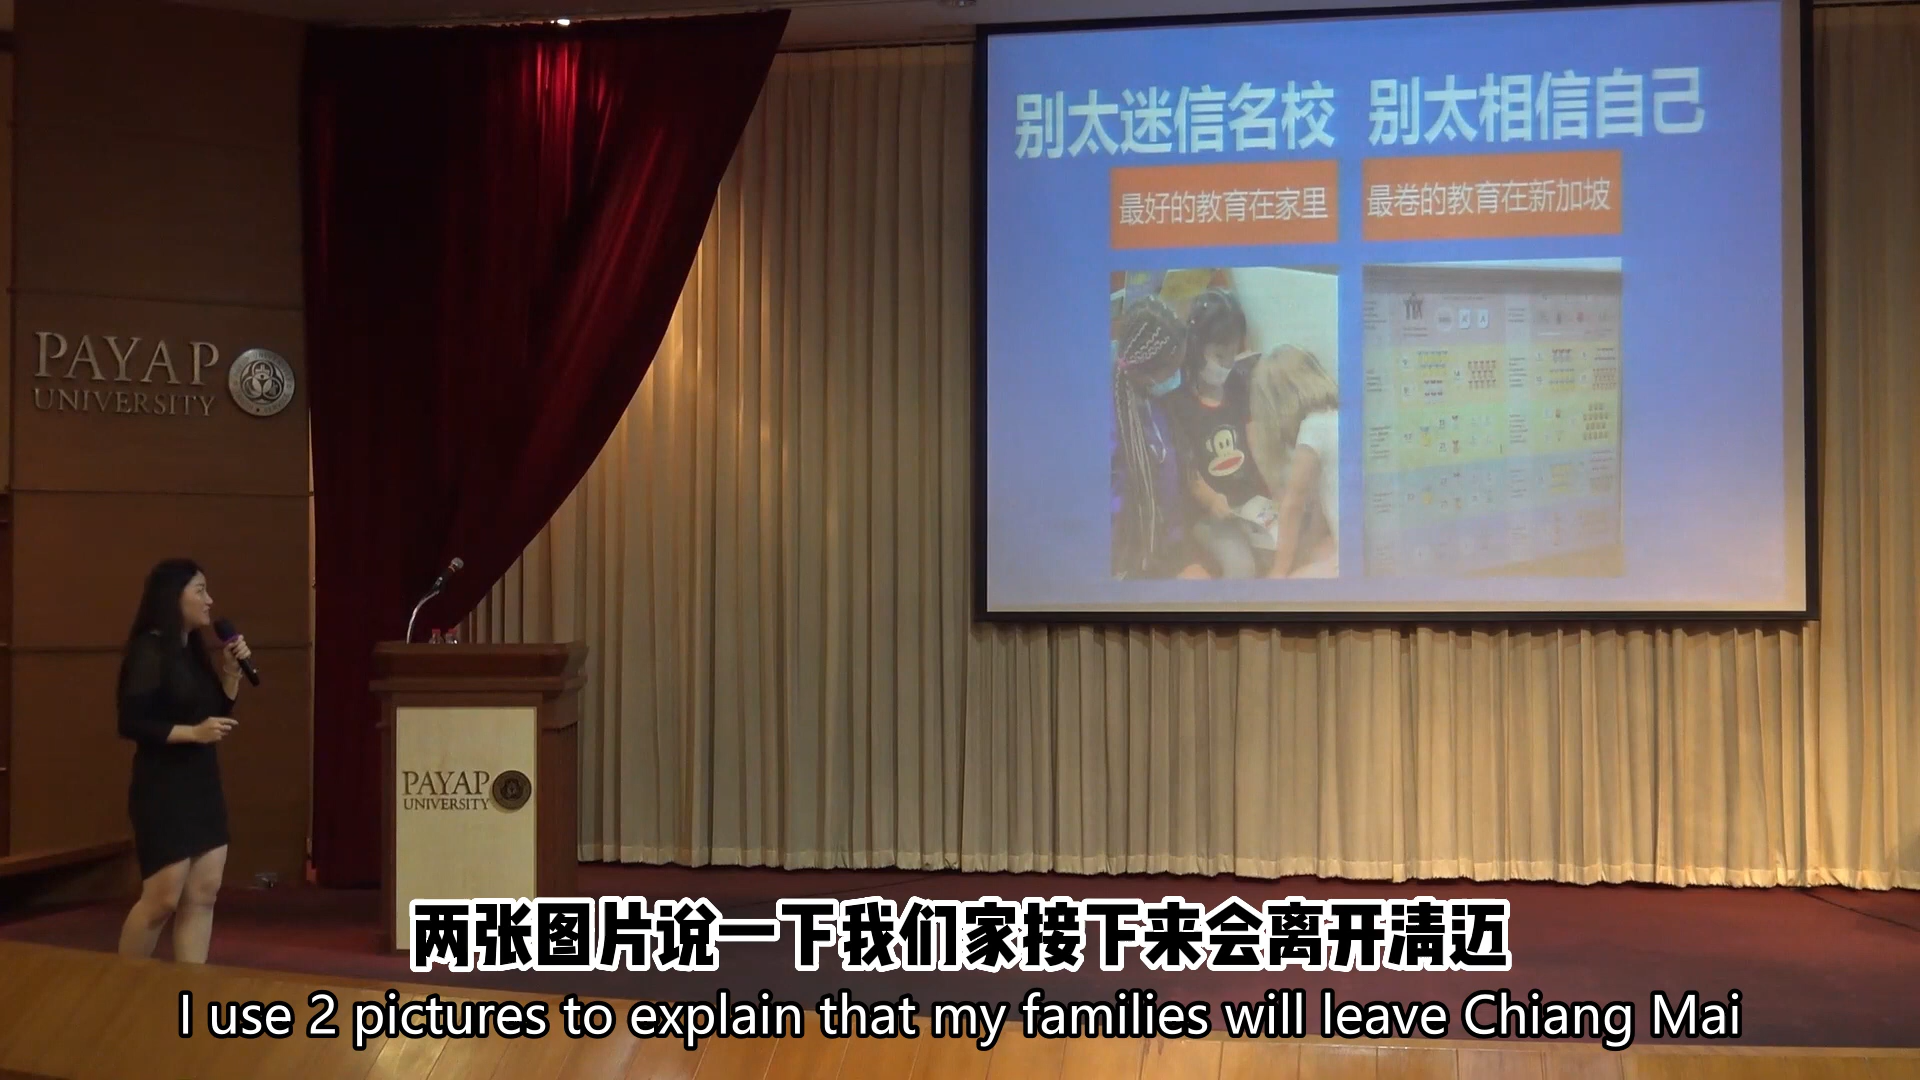 别太迷信名校 别太相信自己
最好的教育在家里
最卷的教育在新加坡
PAYAP
UNIVERSITY
PAYAP
UNIVERSITY
两张图片说一下我们家接下来会离开清迈
I use 2 pictures to explain that my families will leave Chiang Mai